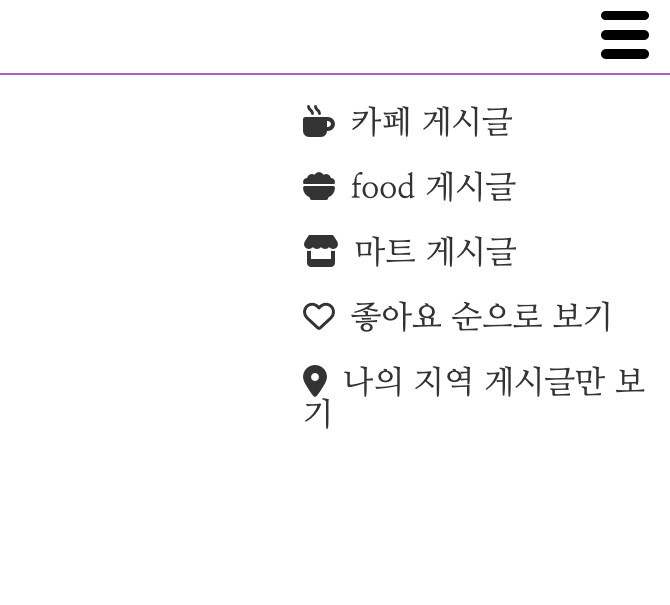 카페 게시글
food 게시글
마트 게시글
좋아요 순으로 보기
나의 지역 게시글만 보
기